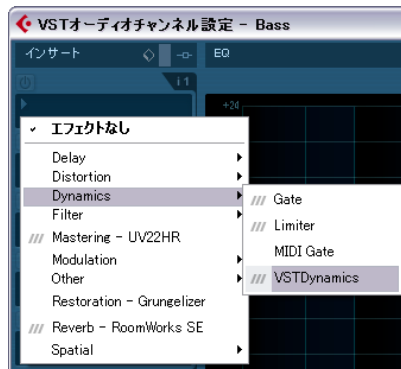 VSTオーディオチャンネル設定 - Bass
インサート
EQ
i1
+24
✓ エフェクトなし
Delay
Distortion
Dynamics
Filter
/// Mastering - UV22HR
Modulation
Other
Restoration - Grungelizer
/// Reverb - RoomWorks SE
Spatial
/// Gate
/// Limiter
MIDI Gate
/// VSTDynamics